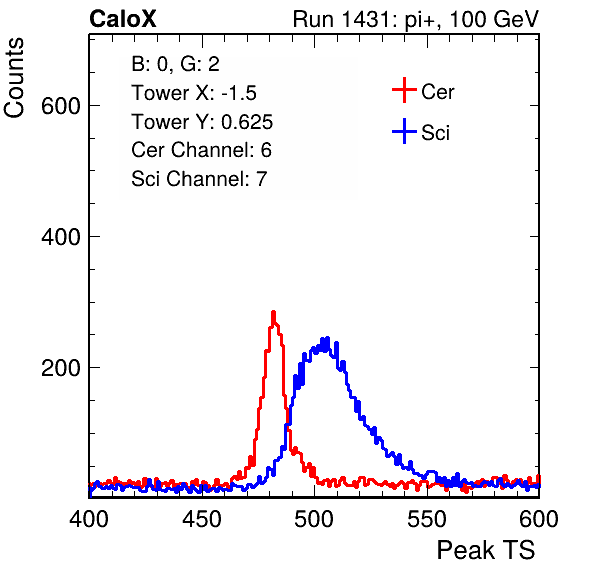 CaloX Run 1431: pi+, 100 GeV
Counts
B: 0, G: 2
Tower X: -1.5
Tower Y: 0.625
Cer Channel: 6
Sci Channel: 7
Cer
Sci
600
400
200
400 450 500 550 600
Peak TS